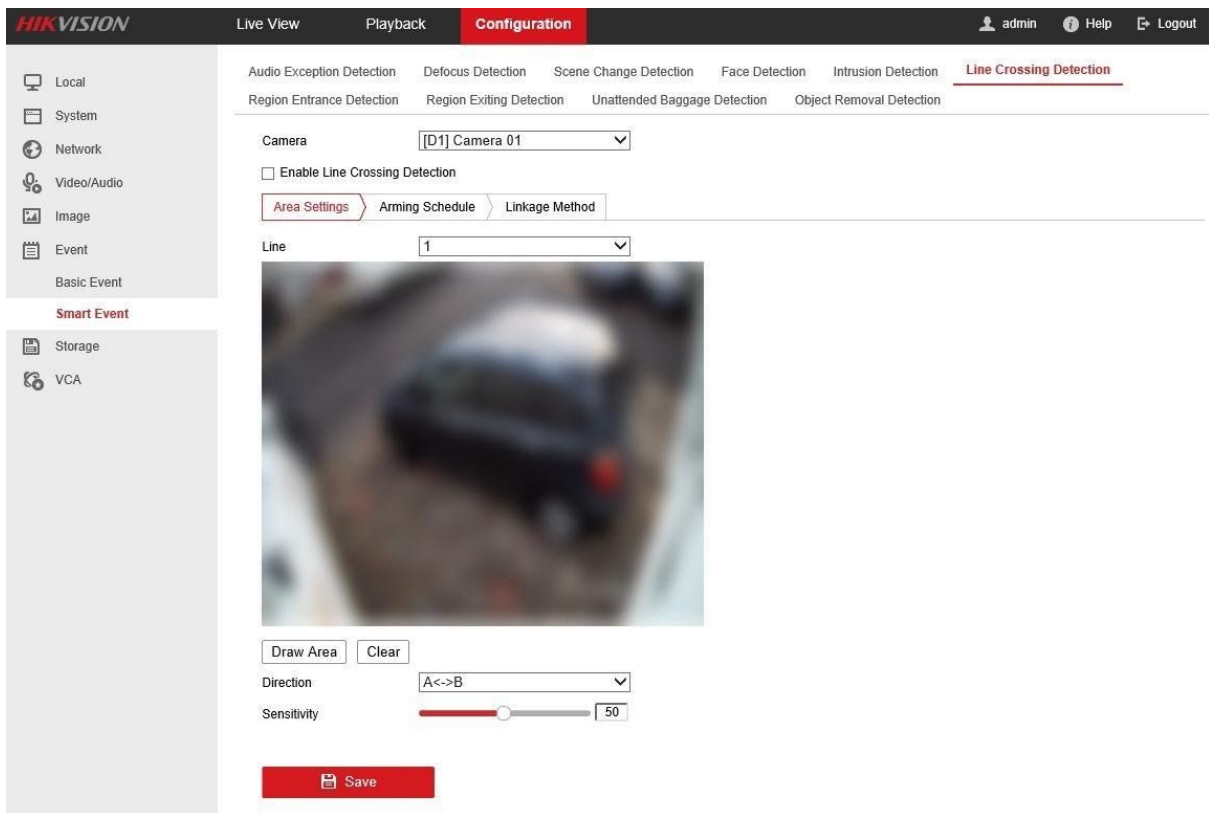 HIKVISION Live View Playback Configuration admin Help Logout
Local
System
Network
Video/Audio
Image
Event
Basic Event
Smart Event
Storage
VCA
Audio Exception Detection Defocus Detection Scene Change Detection Face Detection Intrusion Detection Line Crossing Detection
Region Entrance Detection Region Exiting Detection Unattended Baggage Detection Object Removal Detection
Camera [D1] Camera 01
Enable Line Crossing Detection
Area Settings Arming Schedule Linkage Method
Line 1
Draw Area Clear
Direction A<->B
Sensitivity 50
Save